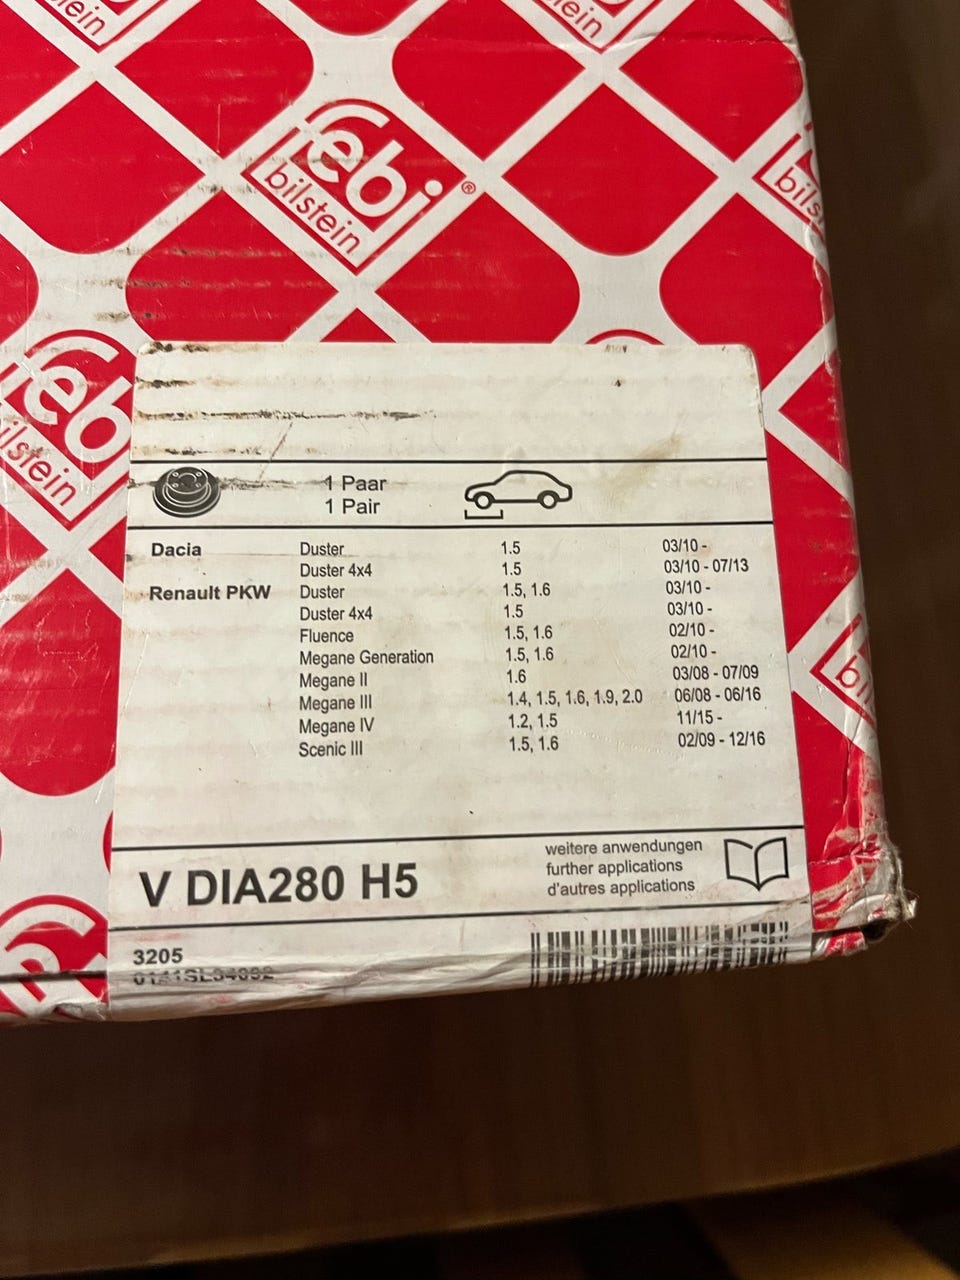 febi®
bilstein
febi
bilstein
1 Paar
1 Pair
Dacia Duster 1.5 03/10 -
Duster 4x4 1.5 03/10 - 07/13
Renault PKW Duster 1.5, 1.6 03/10 -
Duster 4x4 1.5 03/10 -
Fluence 1.5, 1.6 02/10 -
Megane Generation 1.5, 1.6 02/10 -
Megane II 1.6 03/08 - 07/09
Megane III 1.4, 1.5, 1.6, 1.9, 2.0 06/08 - 06/16
Megane IV 1.2, 1.5 11/15 -
Scenic III 1.5, 1.6 02/09 - 12/16
V DIA280 H5
weitere anwendungen
further applications
d'autres applications
3205